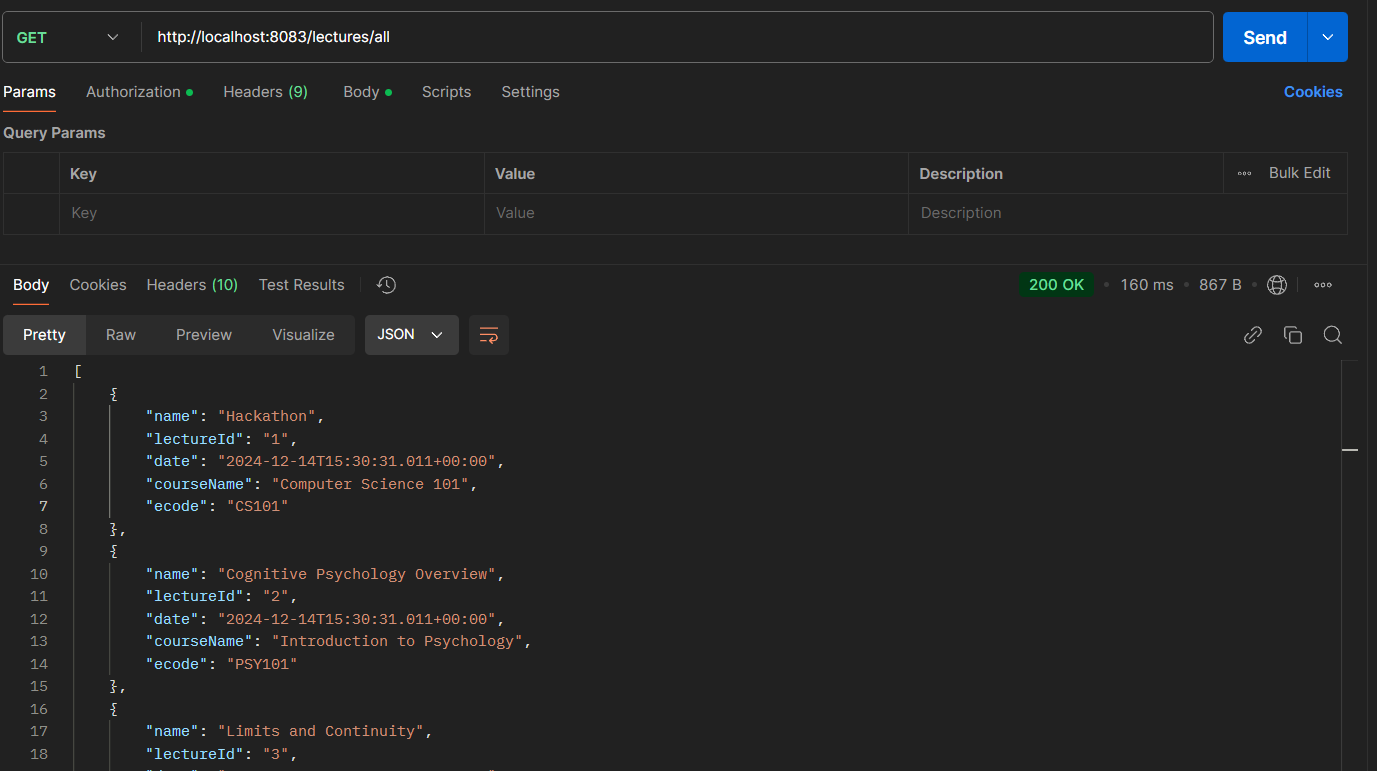 GET http://localhost:8083/lectures/all Send
Params Authorization Headers (9) Body Scripts Settings Cookies
Query Params
Key Value Description Bulk Edit
Key Value Description
Body Cookies Headers (10) Test Results 200 OK 160 ms 867 B
Pretty Raw Preview Visualize JSON
1 [
2 {
3 "name": "Hackathon",
4 "lectureId": "1",
5 "date": "2024-12-14T15:30:31.011+00:00",
6 "courseName": "Computer Science 101",
7 "ecode": "CS101"
8 },
9 {
10 "name": "Cognitive Psychology Overview",
11 "lectureId": "2",
12 "date": "2024-12-14T15:30:31.011+00:00",
13 "courseName": "Introduction to Psychology",
14 "ecode": "PSY101"
15 },
16 {
17 "name": "Limits and Continuity",
18 "lectureId": "3",